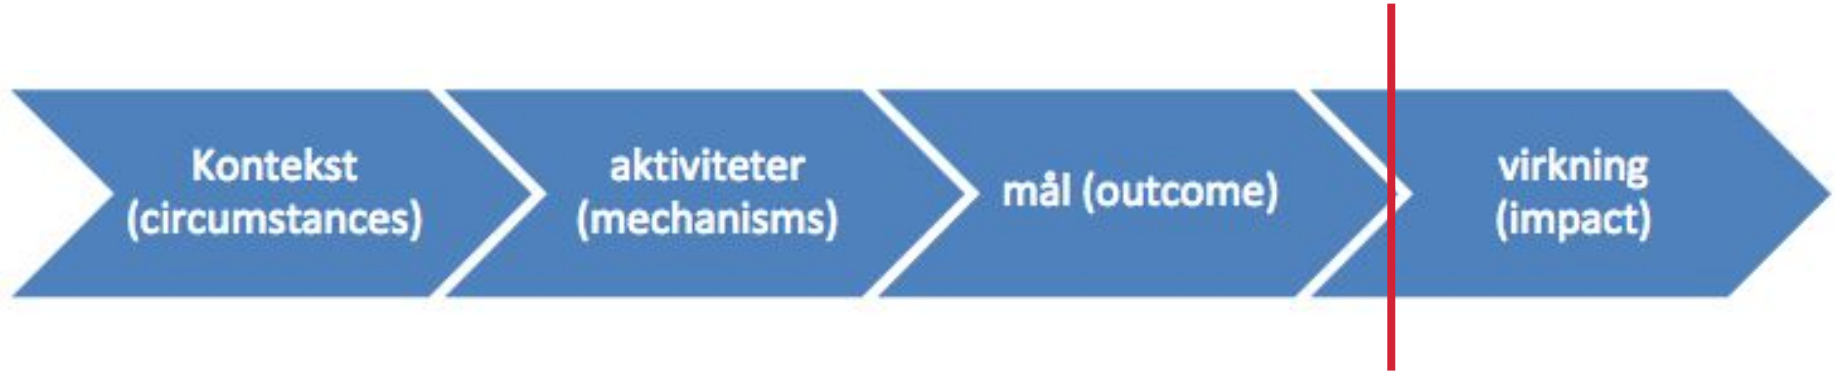 Kontekst
(circumstances)
aktiviteter
(mechanisms)
mål (outcome)
virkning
(impact)